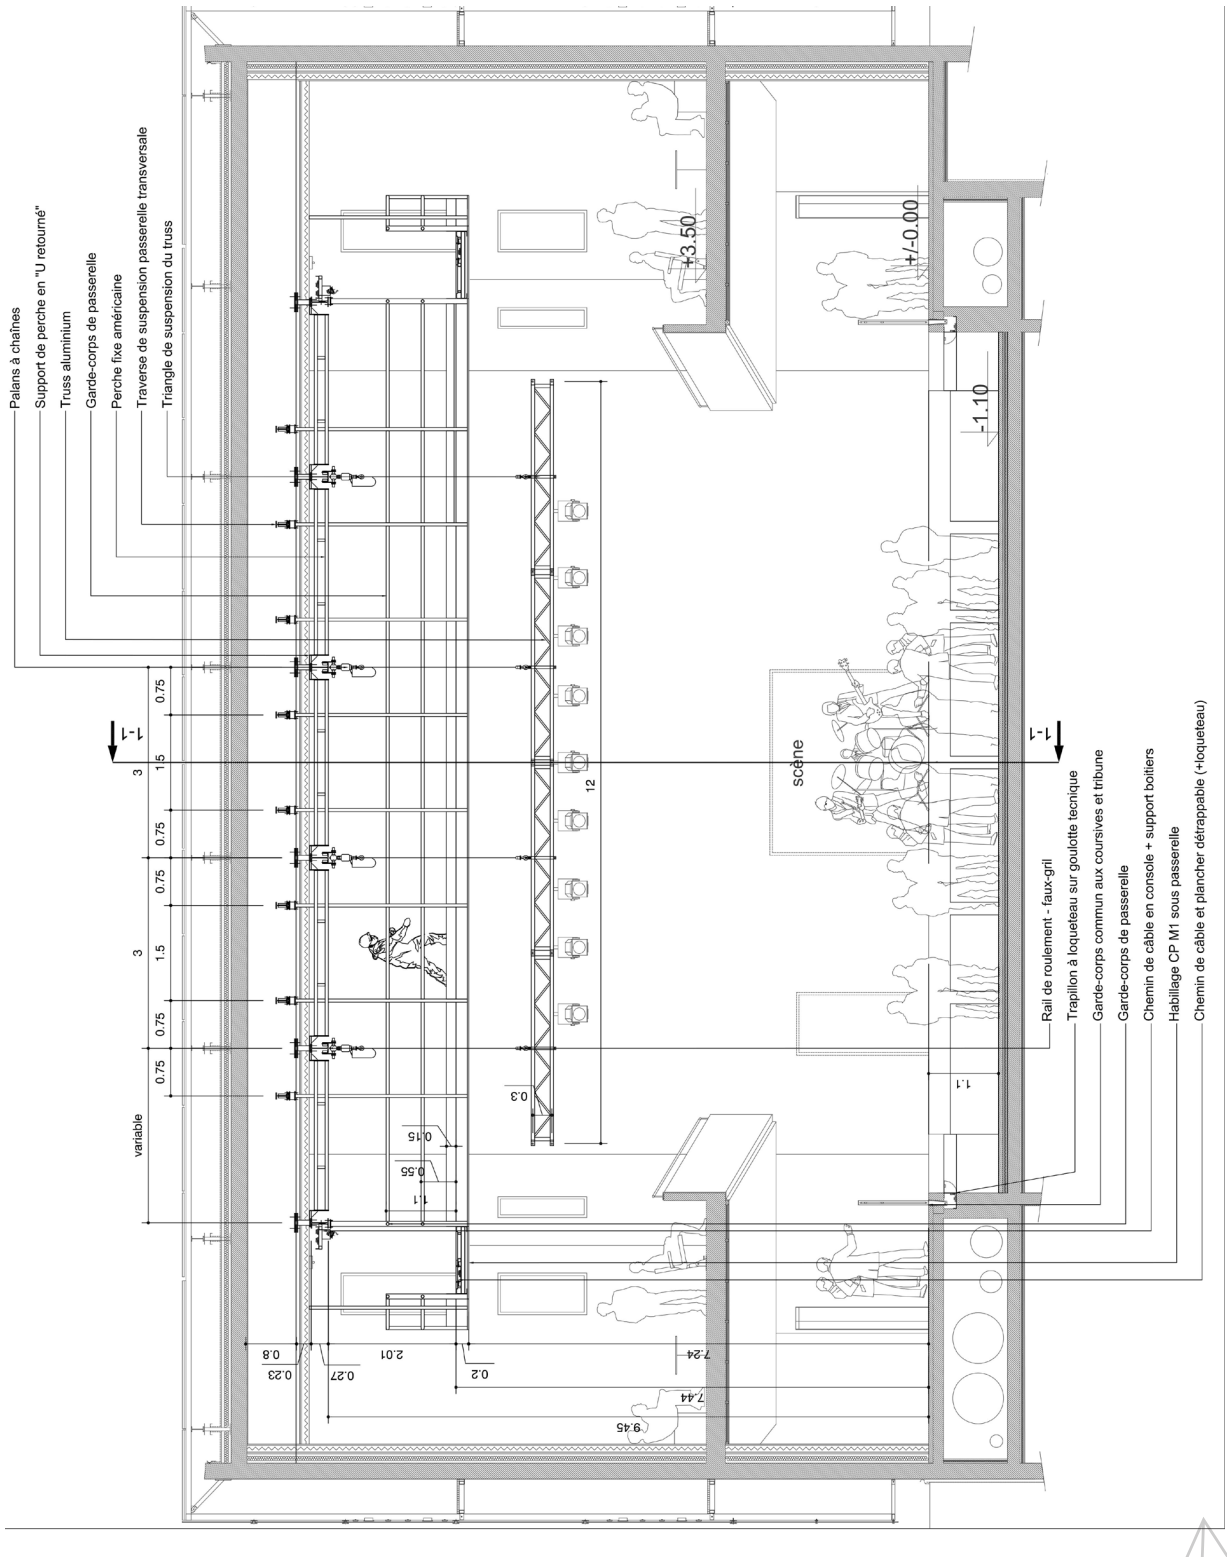 Palans à chaînes
Support de perche en "U retourné"
Truss aluminium
Garde-corps de passerelle
Perche fixe américaine
Traverse de suspension passerelle transversale
Triangle de suspension du truss
variable
3
3
0.75
0.75
1.5
0.75
0.75
1.5
0.75
1-1
1-1
0.8
0.23
0.27
2.01
0.2
7.24
7.44
9.45
1.1
0.55
0.15
0.3
12
+3.50
+/-0.00
-1.10
scène
1.1
Rail de roulement - faux-gril
Trapillon à loqueteau sur goulotte tecnique
Garde-corps commun aux coursives et tribune
Garde-corps de passerelle
Chemin de câble en console + support boitiers
Habillage CP M1 sous passerelle
Chemin de câble et plancher détrappable (+loqueteau)